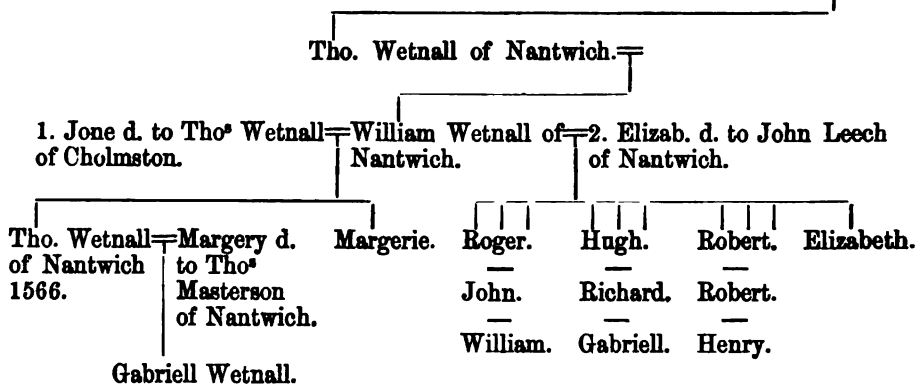 Tho. Wetnall of Nantwich.
1. Jone d. to Thoˢ Wetnall
of Cholmston.
William Wetnall of
Nantwich.
2. Elizab. d. to John Leech
of Nantwich.
Tho. Wetnall
of Nantwich
1566.
Margery d.
to Thoˢ
Masterson
of Nantwich.
Margerie.
Roger.
John.
William.
Hugh.
Richard.
Gabriell.
Robert.
Robert.
Henry.
Elizabeth.
Gabriell Wetnall.